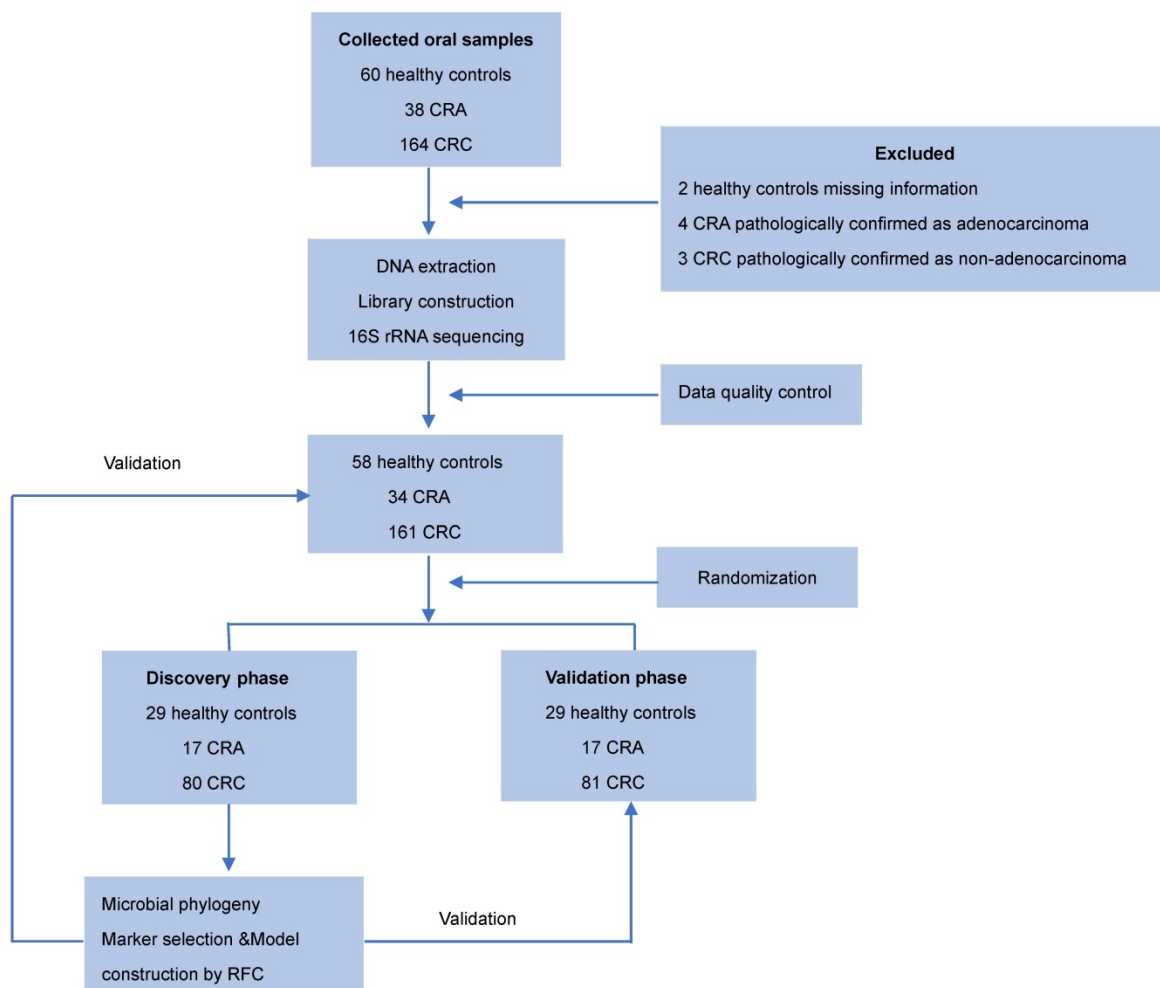 Collected oral samples
60 healthy controls
38 CRA
164 CRC
Excluded
2 healthy controls missing information
4 CRA pathologically confirmed as adenocarcinoma
3 CRC pathologically confirmed as non-adenocarcinoma
DNA extraction
Library construction
16S rRNA sequencing
Data quality control
Validation
58 healthy controls
34 CRA
161 CRC
Randomization
Discovery phase
29 healthy controls
17 CRA
80 CRC
Validation phase
29 healthy controls
17 CRA
81 CRC
Microbial phylogeny
Marker selection &Model
construction by RFC
Validation